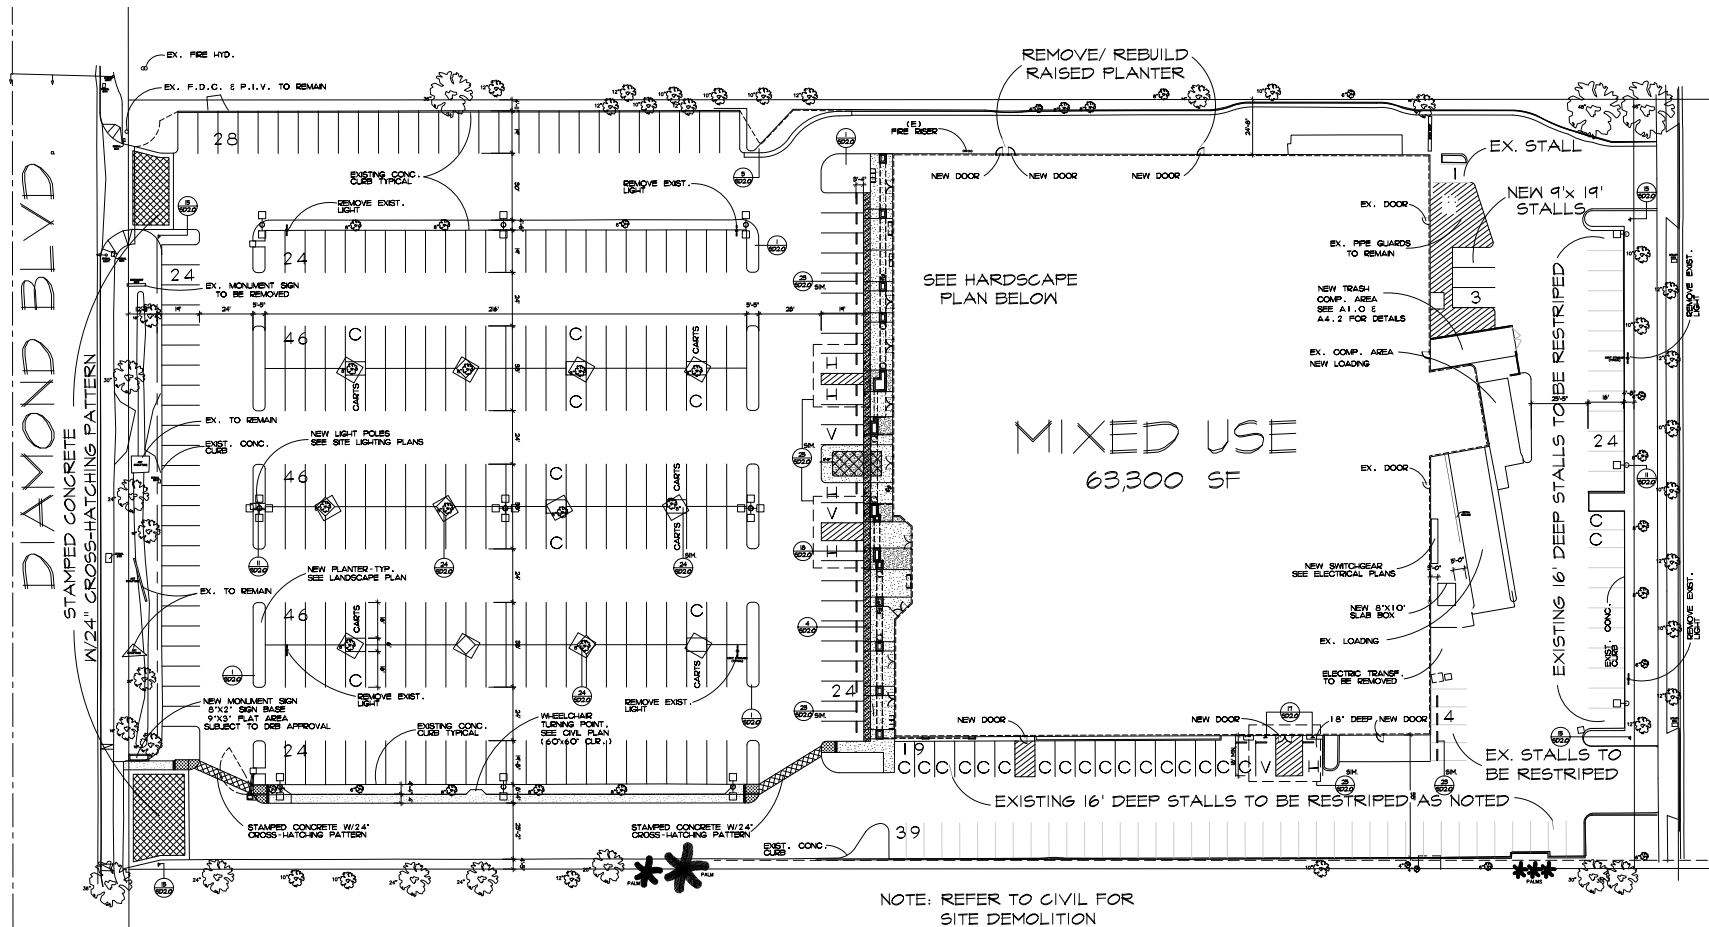 EX. FIRE HYD.
EX. F.D.C. & P.I.V. TO REMAIN
REMOVE/ REBUILD
RAISED PLANTER
28
(E)
FIRE RISER
EX. STALL
1
EXISTING CONC.
CURB TYPICAL
REMOVE EXIST.
LIGHT
NEW DOOR
NEW DOOR
NEW DOOR
NEW 9'x 19'
STALLS
REMOVE EXIST.
LIGHT
EX. DOOR
24
24
EX. PIPE GUARDS
TO REMAIN
EX. MONUMENT SIGN
TO BE REMOVED
SEE HARDSCAPE
PLAN BELOW
NEW TRASH
COMP. AREA
SEE A1.0 &
A4.2 FOR DETAILS
3
REMOVE EXIST.
LIGHT
46
C
C
CARTS
CARTS
C
C
EX. COMP. AREA
NEW LOADING
DIAMOND BLVD.
STAMPED CONCRETE
W/24" CROSS-HATCHING PATTERN
EX. TO REMAIN
EXIST. CONC.
CURB
NEW LIGHT POLES
SEE SITE LIGHTING PLANS
H
H
V
H
V
H
MIXED USE
63,300 SF
EX. DOOR
EXISTING 16' DEEP STALLS TO BE RESTRIPED
24
46
C
CARTS
C
CARTS
C
C
NEW PLANTER-TYP.
SEE LANDSCAPE PLAN
EX. TO REMAIN
NEW SWITCHGEAR
SEE ELECTRICAL PLANS
NEW 8'X10'
SLAB BOX
46
CARTS
C
C
CARTS
EX. LOADING
EXIST. CONC.
CURB
REMOVE EXIST.
LIGHT
ELECTRIC TRANSF.
TO BE REMOVED
NEW MONUMENT SIGN
8'X2' SIGN BASE
9'X3' FLAT AREA
SUBJECT TO DRB APPROVAL
REMOVE EXIST.
LIGHT
REMOVE EXIST.
LIGHT
24
EXISTING CONC.
CURB TYPICAL
WHEELCHAIR
TURNING POINT.
SEE CIVIL PLAN
(60"x60" CLR.)
NEW DOOR
NEW DOOR
18" DEEP
NEW DOOR
4
24
19
C C C C C C C C C C C C C C C C
V
H
EX. STALLS TO
BE RESTRIPED
EXISTING 16' DEEP STALLS TO BE RESTRIPED AS NOTED
STAMPED CONCRETE W/24"
CROSS-HATCHING PATTERN
STAMPED CONCRETE W/24"
CROSS-HATCHING PATTERN
EXIST. CONC.
CURB
39
PALM
PALM
PALMS
NOTE: REFER TO CIVIL FOR
SITE DEMOLITION